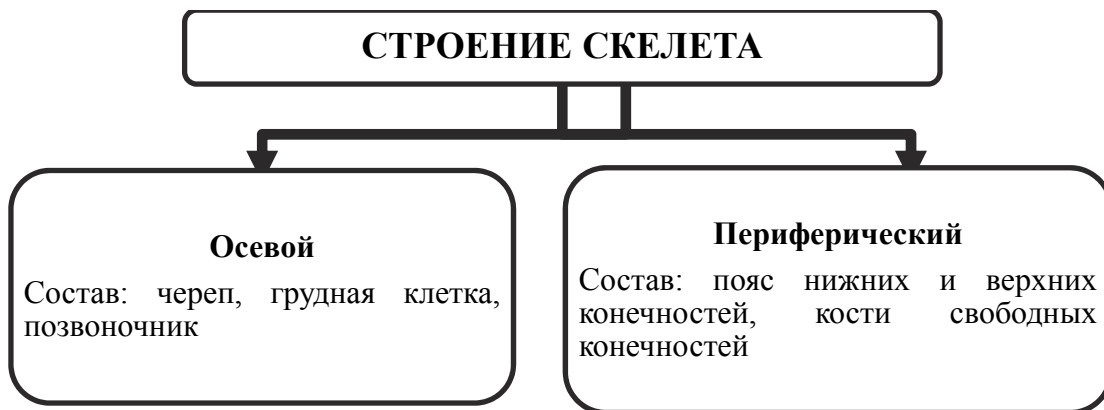 СТРОЕНИЕ СКЕЛЕТА
Осевой
Состав: череп, грудная клетка,
позвоночник
Периферический
Состав: пояс нижних и верхних
конечностей, кости свободных
конечностей